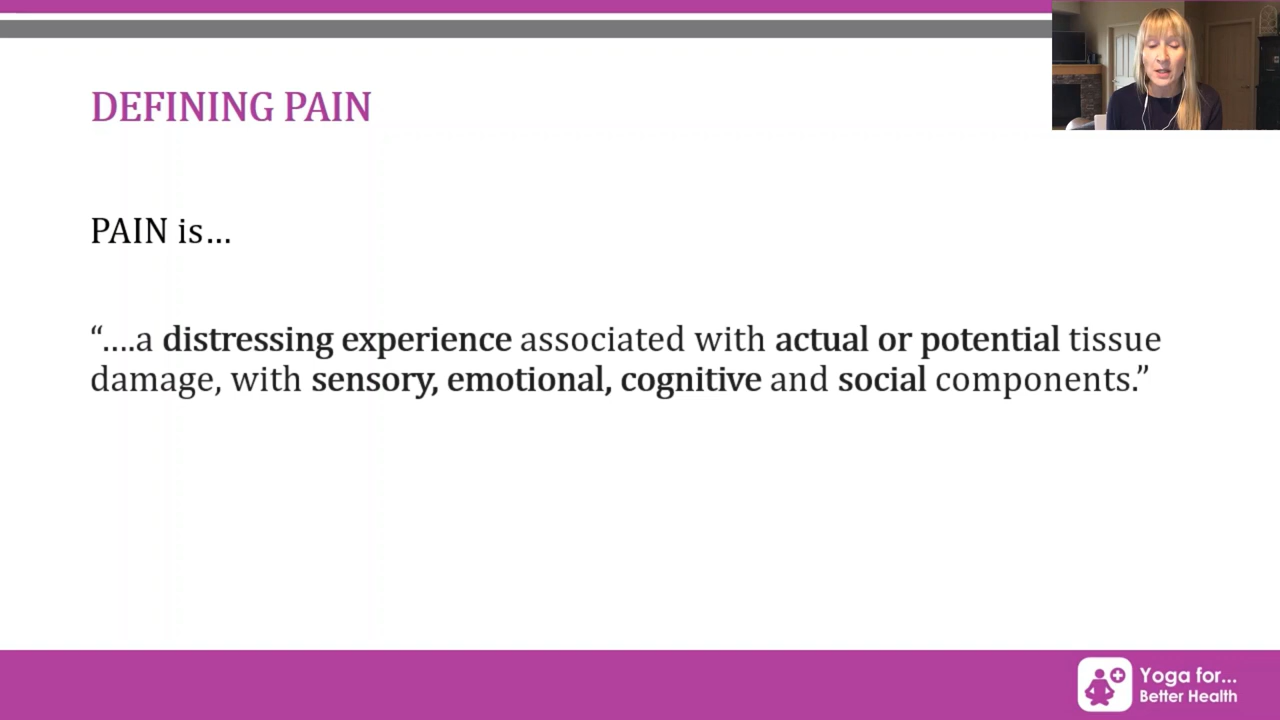 DEFINING PAIN
PAIN is…
“….a distressing experience associated with actual or potential tissue
damage, with sensory, emotional, cognitive and social components.”
Yoga for...
Better Health